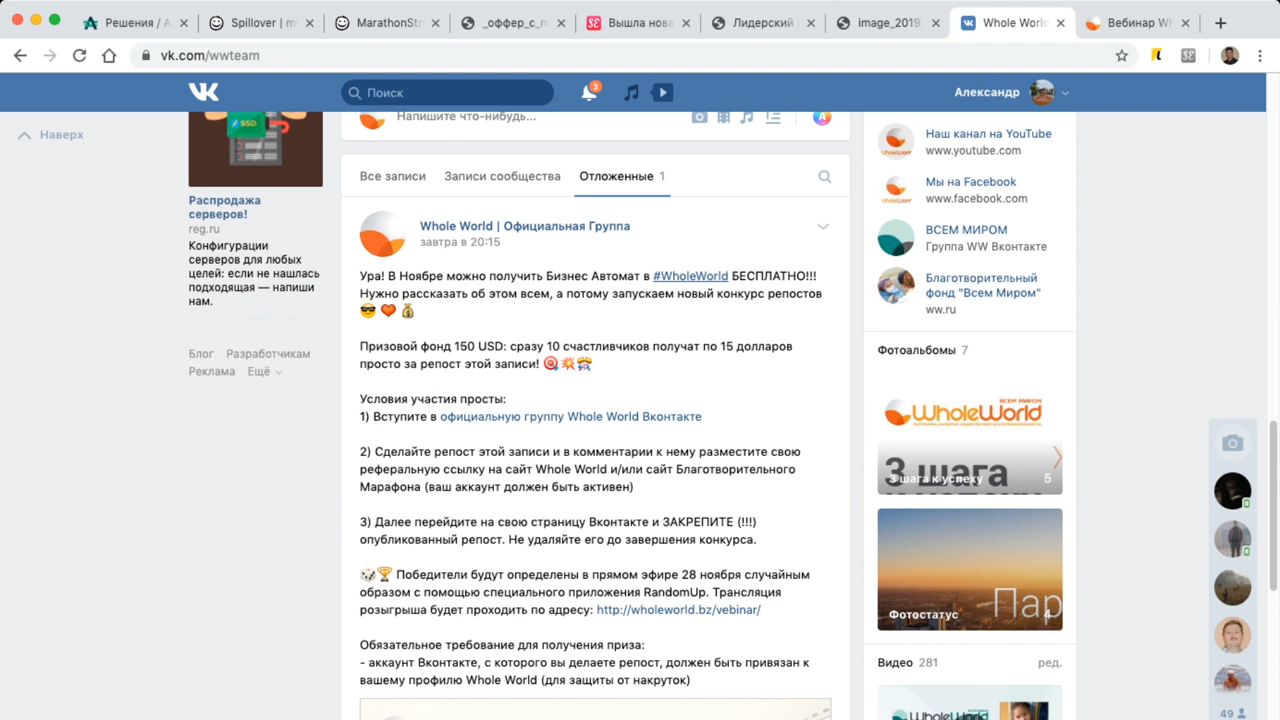 Решения / A
Spillover | m
MarathonStr
_оффер_с_п
Вышла нова
Лидерский
image_2019
Whole World
Вебинар Wh
vk.com/wwteam
Поиск
3
Александр
Наверх
SSD
Распродажа
серверов!
reg.ru
Конфигурации
серверов для любых
целей: если не нашлась
подходящая — напиши
нам.
Блог Разработчикам
Реклама Ещё
Напишите что-нибудь...
Все записи Записи сообщества Отложенные 1
Whole World | Официальная Группа
завтра в 20:15
Ура! В Ноябре можно получить Бизнес Автомат в #WholeWorld БЕСПЛАТНО!!!
Нужно рассказать об этом всем, а потому запускаем новый конкурс репостов
😎 ❤ 💰
Призовой фонд 150 USD: сразу 10 счастливчиков получат по 15 долларов
просто за репост этой записи! 🎯💥🎊
Условия участия просты:
1) Вступите в официальную группу Whole World Вконтакте
2) Сделайте репост этой записи и в комментарии к нему разместите свою
реферальную ссылку на сайт Whole World и/или сайт Благотворительного
Марафона (ваш аккаунт должен быть активен)
3) Далее перейдите на свою страницу Вконтакте и ЗАКРЕПИТЕ (!!!)
опубликованный репост. Не удаляйте его до завершения конкурса.
🎲🏆 Победители будут определены в прямом эфире 28 ноября случайным
образом с помощью специального приложения RandomUp. Трансляция
розыгрыша будет проходить по адресу: http://wholeworld.bz/vebinar/
Обязательное требование для получения приза:
- аккаунт Вконтакте, с которого вы делаете репост, должен быть привязан к
вашему профилю Whole World (для защиты от накруток)
Наш канал на YouTube
www.youtube.com
Мы на Facebook
www.facebook.com
ВСЕМ МИРОМ
Группа WW Вконтакте
Благотворительный
фонд "Всем Миром"
ww.ru
Фотоальбомы 7
ВСЕМ МИРОМ
WholeWorld
3 шага
3 шага к успеху 5
Пар
Фотостатус 4
Видео 281 ред.
WholeWorld
49